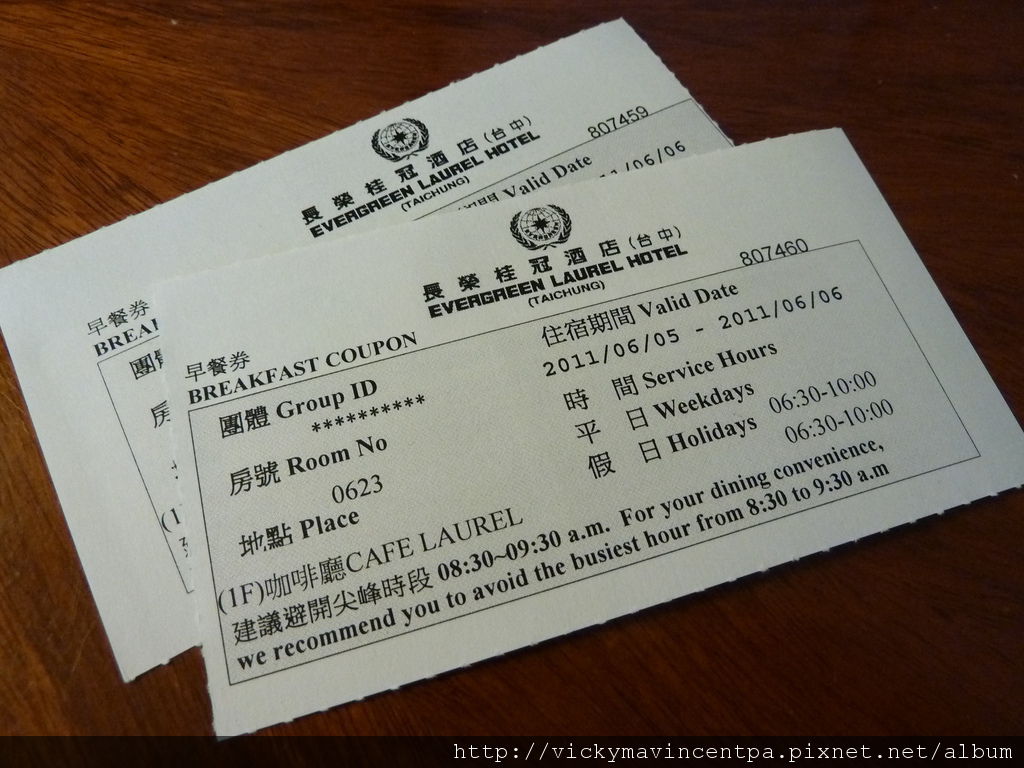 長榮桂冠酒店(台中)
EVERGREEN LAUREL HOTEL
(TAICHUNG)
807459
Valid Date
早餐券
長榮桂冠酒店(台中)
EVERGREEN LAUREL HOTEL
(TAICHUNG)
807460
早餐券
BREAKFAST COUPON
團體 Group ID
**********
房號 Room No
0623
地點 Place
(1F)咖啡廳CAFE LAUREL
住宿期間 Valid Date
2011/06/05 - 2011/06/06
時 間 Service Hours
平 日 Weekdays 06:30-10:00
假 日 Holidays 06:30-10:00
建議避開尖峰時段 08:30~09:30 a.m. For your dining convenience,
we recommend you to avoid the busiest hour from 8:30 to 9:30 a.m
http://vickymavincentpa.pixnet.net/album